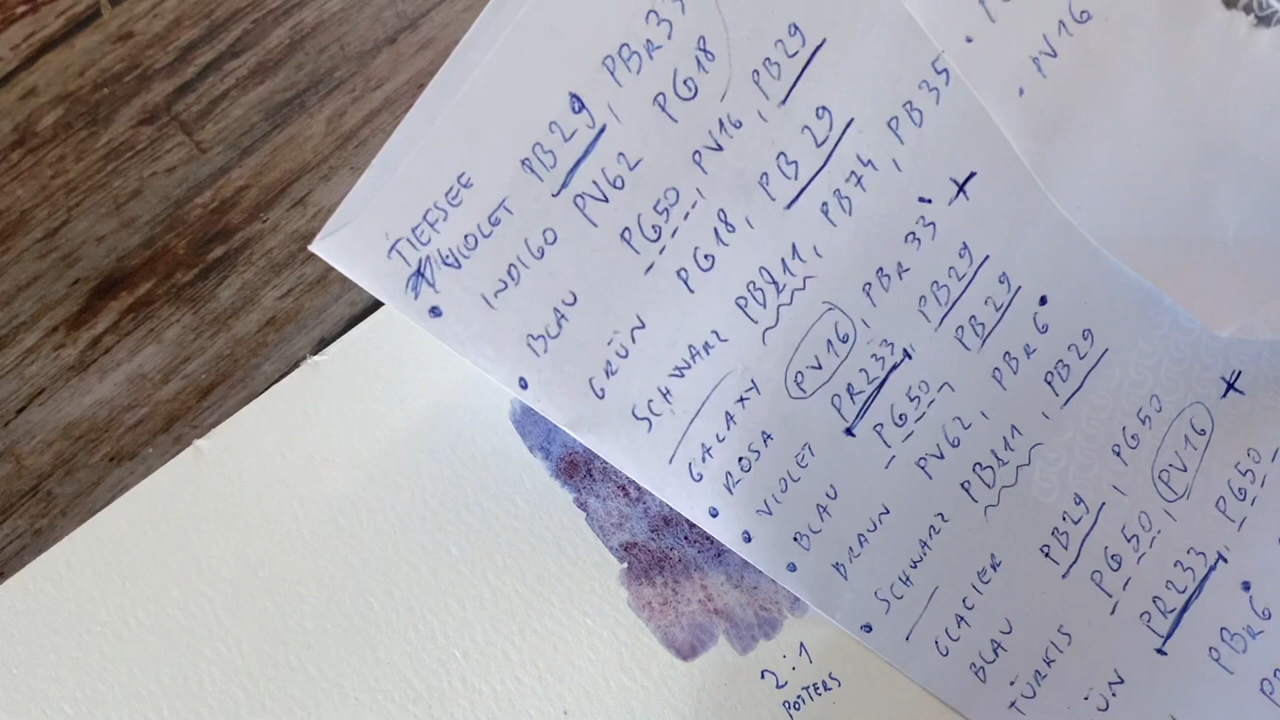 TIEFSEE
VIOLET PB29, PBR33
INDIGO PV62 PG18
BLAU PG50, PV16, PB29
GRÜN PG18, PB29
SCHWARZ PBk11, PB74, PB35
GALAXY
ROSA PV16, PBR33 +
VIOLET PR233, PB29
BLAU PG50, PB29
BRAUN PV62, PBR6
SCHWARZ PBk11, PB29
GLACIER
BLAU PB29, PG50
TÜRKIS PG50, PV16 +
ÜN PR233, PG50
PBR6
PV16
2:1
POTTERS